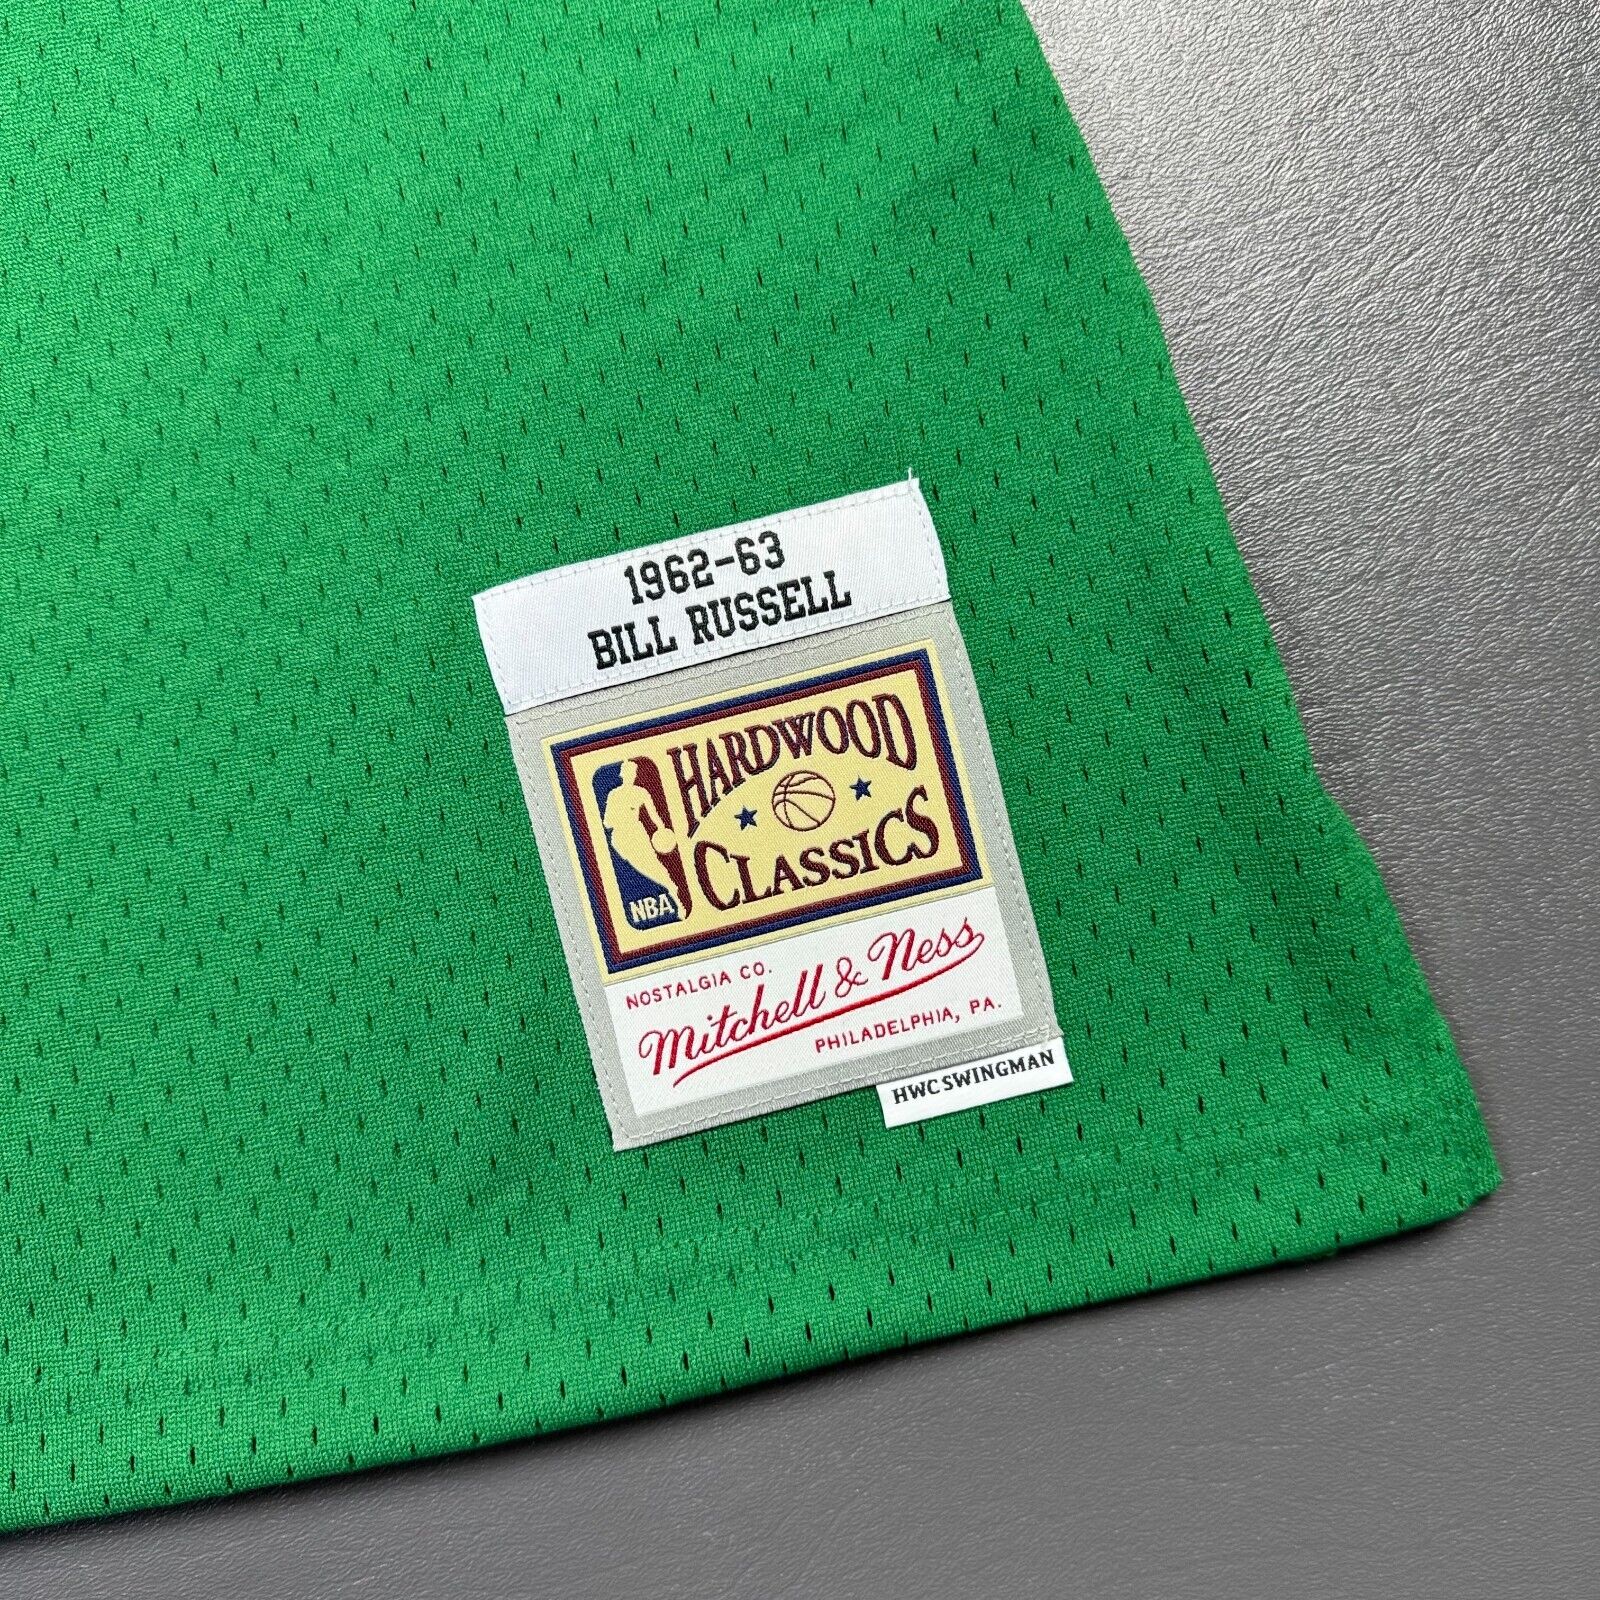 1962-63
BILL RUSSELL
HARDWOOD
CLASSICS
NBA
NOSTALGIA CO.
Mitchell & Ness
PHILADELPHIA, PA.
HWC SWINGMAN